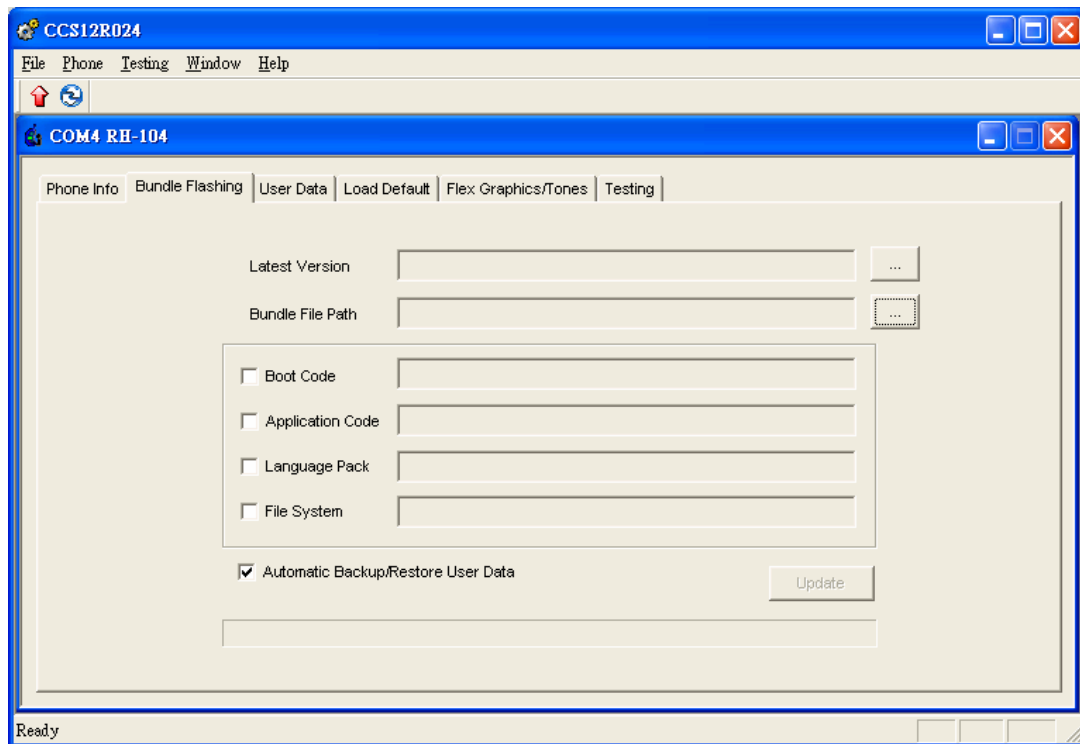 CCS12R024
File Phone Testing Window Help
COM4 RH-104
Phone Info Bundle Flashing User Data Load Default Flex Graphics/Tones Testing
Latest Version ...
Bundle File Path ...
Boot Code
Application Code
Language Pack
File System
Automatic Backup/Restore User Data
Update
Ready